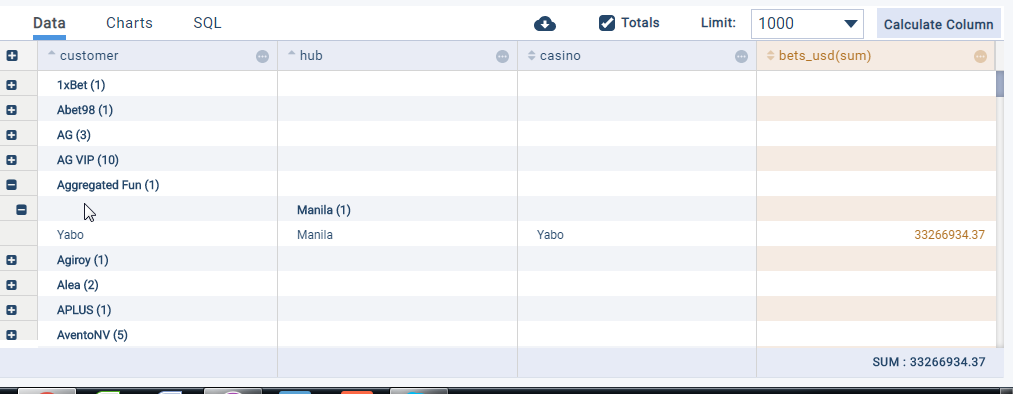 Data Charts SQL Totals Limit: 1000 Calculate Column
customer hub casino bets_usd(sum)
1xBet (1)
Abet98 (1)
AG (3)
AG VIP (10)
Aggregated Fun (1)
Manila (1)
Yabo Manila Yabo 33266934.37
Agiroy (1)
Alea (2)
APLUS (1)
AventoNV (5)
SUM : 33266934.37